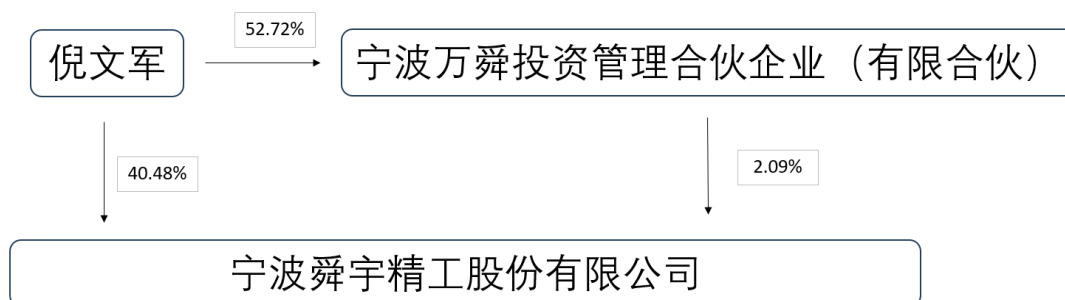 52.72%
倪文军
宁波万舜投资管理合伙企业（有限合伙）
40.48%
2.09%
宁波舜宇精工股份有限公司